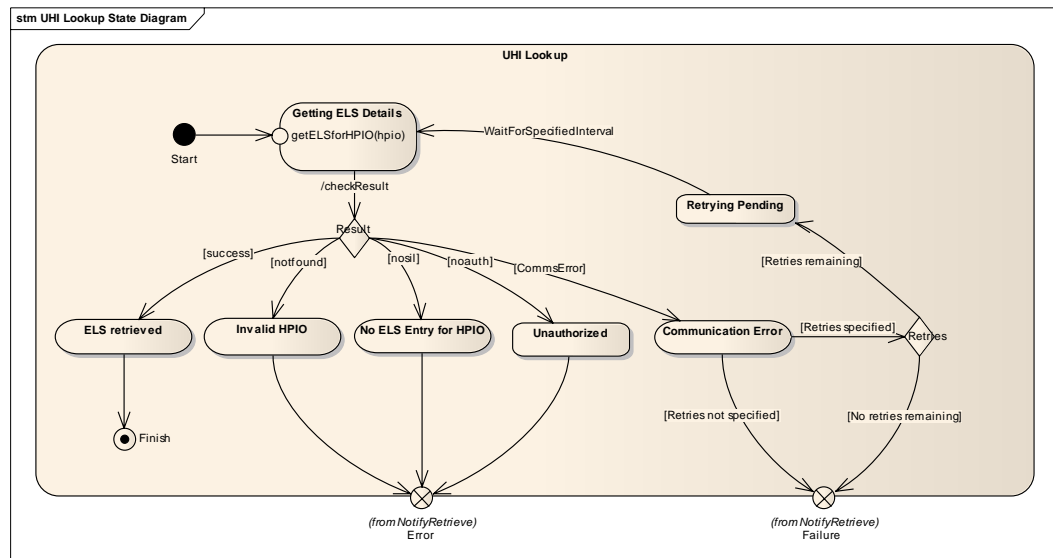 stm UHI Lookup State Diagram
UHI Lookup
Getting ELS Details
getELSforHPIO(hpio)
WaitForSpecifiedInterval
Start
/checkResult
Retrying Pending
Result
[success]
[notfound]
[nosil]
[noauth]
[CommsError]
[Retries remaining]
ELS retrieved
Invalid HPIO
No ELS Entry for HPIO
Unauthorized
Communication Error
[Retries specified]
Retries
[Retries not specified]
[No retries remaining]
Finish
(from NotifyRetrieve)
Error
(from NotifyRetrieve)
Failure